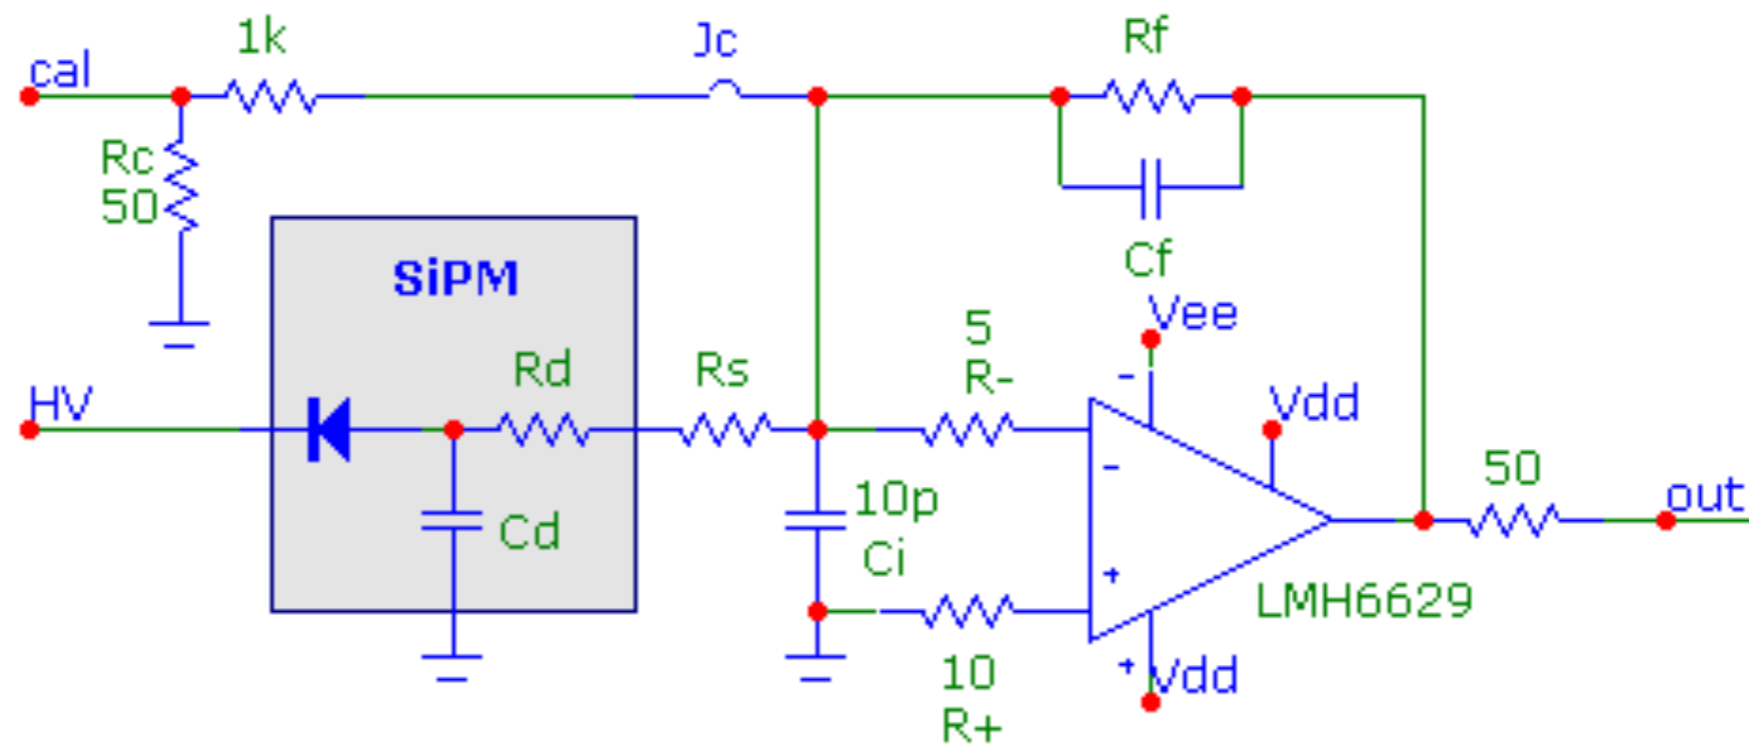 1k
Jc
Rf
cal
Rc
50
SiPM
Cf
HV
Rd
Rs
5
R-
Vee
-
Vdd
-
50
out
Cd
10p
Ci
+
LMH6629
10
R+
+
Vdd